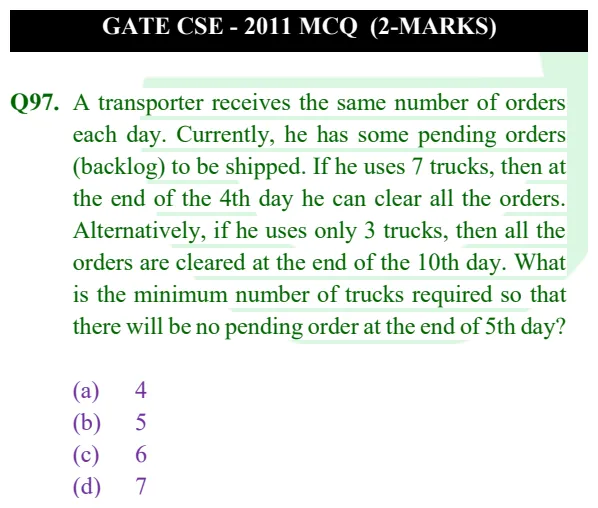 GATE CSE - 2011 MCQ (2-MARKS)
Q97. A transporter receives the same number of orders
each day. Currently, he has some pending orders
(backlog) to be shipped. If he uses 7 trucks, then at
the end of the 4th day he can clear all the orders.
Alternatively, if he uses only 3 trucks, then all the
orders are cleared at the end of the 10th day. What
is the minimum number of trucks required so that
there will be no pending order at the end of 5th day?
(a) 4
(b) 5
(c) 6
(d) 7